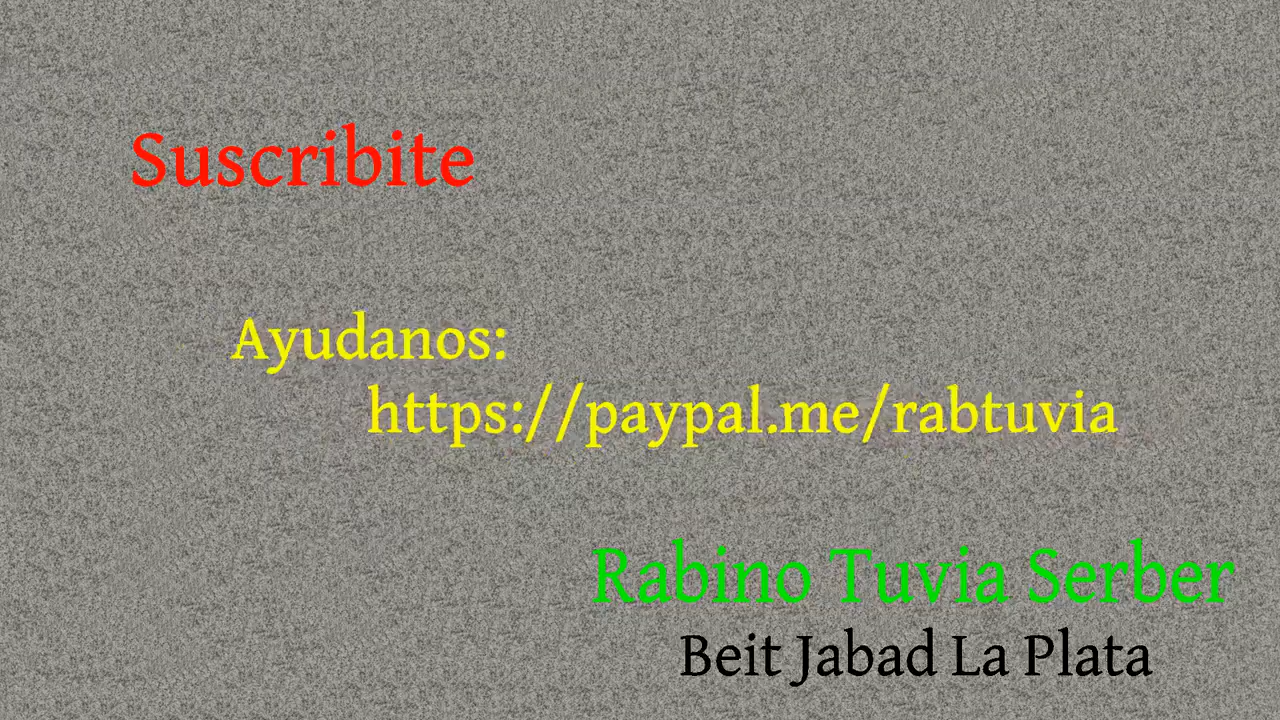 Suscribite
Ayudanos:
https://paypal.me/rabtuvia
Rabino Tuvia Serber
Beit Jabad La Plata